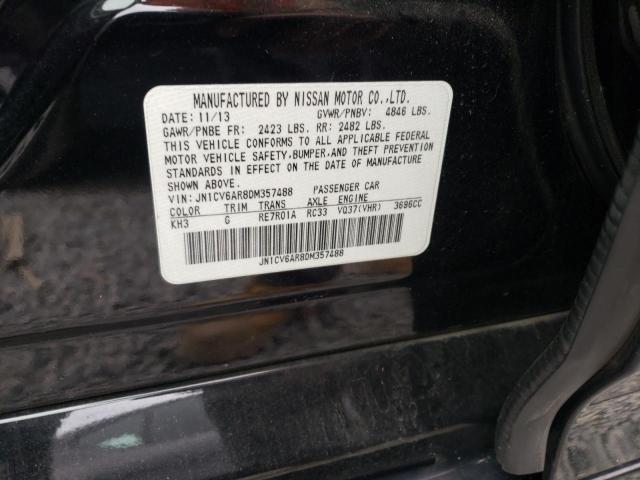 MANUFACTURED BY NISSAN MOTOR CO.,LTD.
DATE: 11/13 GVWR/PNBV: 4846 LBS.
GAWR/PNBE FR: 2423 LBS. RR: 2482 LBS.
THIS VEHICLE CONFORMS TO ALL APPLICABLE FEDERAL
MOTOR VEHICLE SAFETY, BUMPER, AND THEFT PREVENTION
STANDARDS IN EFFECT ON THE DATE OF MANUFACTURE
SHOWN ABOVE.
VIN: JN1CV6AR8DM357488 PASSENGER CAR
COLOR TRIM TRANS AXLE ENGINE
KH3 G RE7R01A RC33 VQ37(VHR) 3696CC
JN1CV6AR8DM357488